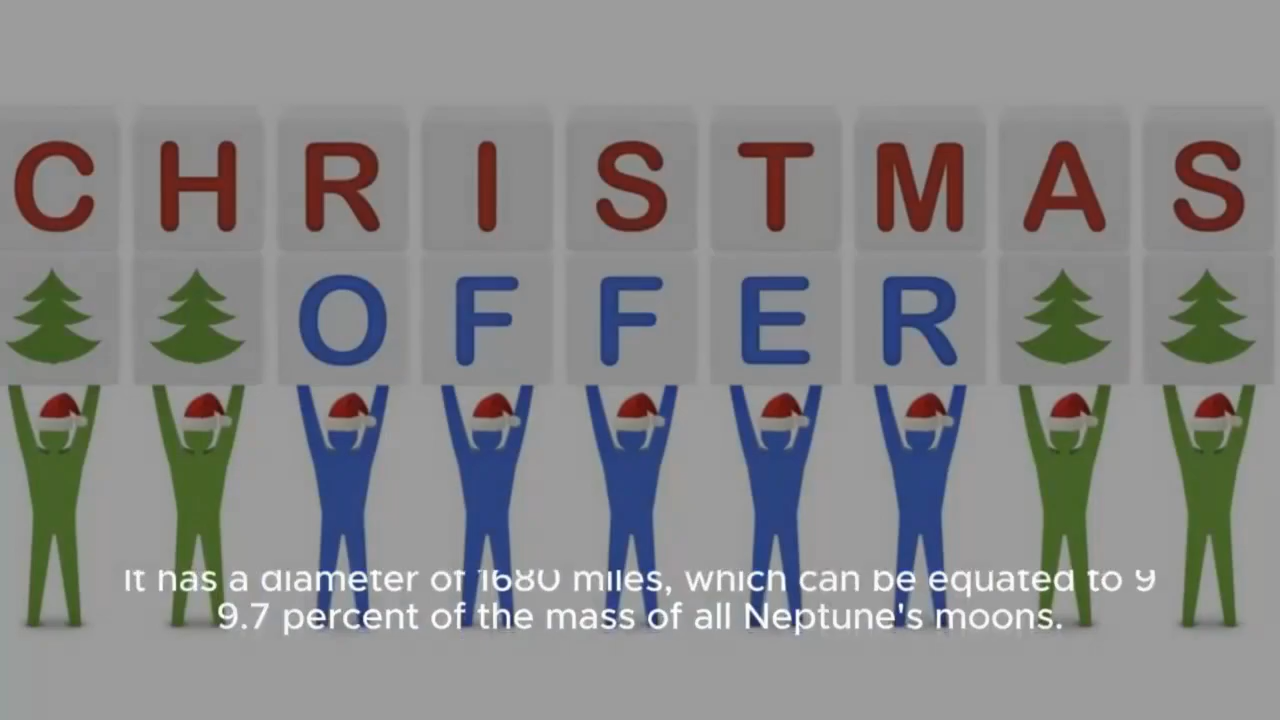 CHRISTMAS
OFFER
It has a diameter of 1680 miles, which can be equated to 9
9.7 percent of the mass of all Neptune's moons.